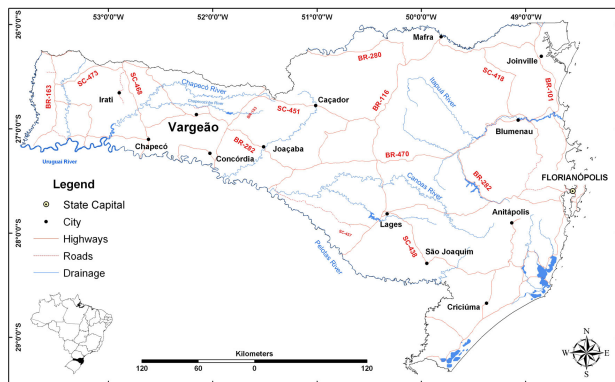 53°0'0"W
52°0'0"W
51°0'0"W
50°0'0"W
49°0'0"W
26°0'0"S
27°0'0"S
28°0'0"S
29°0'0"S
Mafra
Joinville
BR-280
SC-418
BR-101
BR-163
SC-473
SC-468
Irati
Chapecó River
Vargeão
SC-451
Caçador
BR-116
Itajuá River
Blumenau
Chapecó
Concórdia
BR-282
Joaçaba
BR-470
BR-282
Uruguai River
FLORIANÓPOLIS
Canoas River
Lages
Anitápolis
SC-438
São Joaquim
Pelotas River
Criciúma
Legend
State Capital
City
Highways
Roads
Drainage
Kilometers
120
60
0
120
N
W
E
S